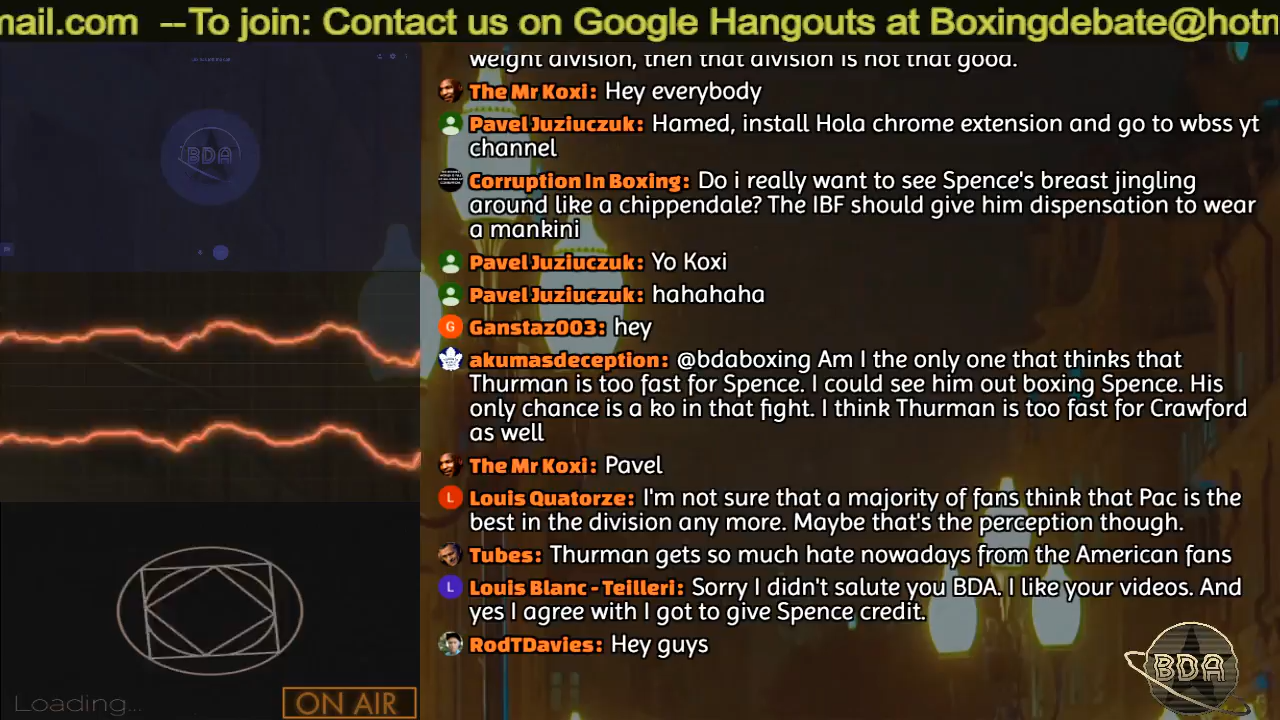 mail.com --To join: Contact us on Google Hangouts at Boxingdebate@hotm
weight division, then that division is not that good.
The Mr Koxi: Hey everybody
Pavel Juziuczuk: Hamed, install Hola chrome extension and go to wbss yt
channel
Corruption In Boxing: Do i really want to see Spence's breast jingling
around like a chippendale? The IBF should give him dispensation to wear
a mankini
Pavel Juziuczuk: Yo Koxi
Pavel Juziuczuk: hahahaha
G
Ganstaz003: hey
akumasdeception: @bdaboxing Am I the only one that thinks that
Thurman is too fast for Spence. I could see him out boxing Spence. His
only chance is a ko in that fight. I think Thurman is too fast for Crawford
as well
The Mr Koxi: Pavel
L
Louis Quatorze: I'm not sure that a majority of fans think that Pac is the
best in the division any more. Maybe that's the perception though.
Tubes: Thurman gets so much hate nowadays from the American fans
L
Louis Blanc - Teilleri: Sorry I didn't salute you BDA. I like your videos. And
yes I agree with I got to give Spence credit.
RodTDavies: Hey guys
BDA
Loading...
ON AIR
BDA